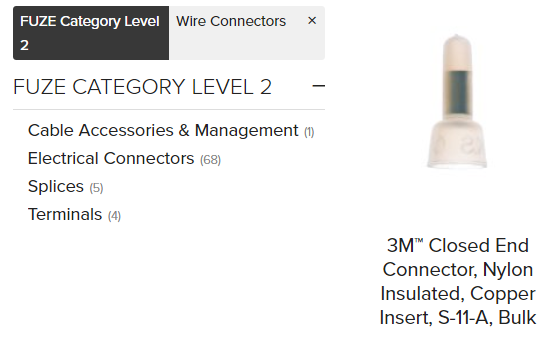 FUZE Category Level
2
Wire Connectors ×
FUZE CATEGORY LEVEL 2 —
Cable Accessories & Management (1)
Electrical Connectors (68)
Splices (5)
Terminals (4)
3M™ Closed End
Connector, Nylon
Insulated, Copper
Insert, S-11-A, Bulk